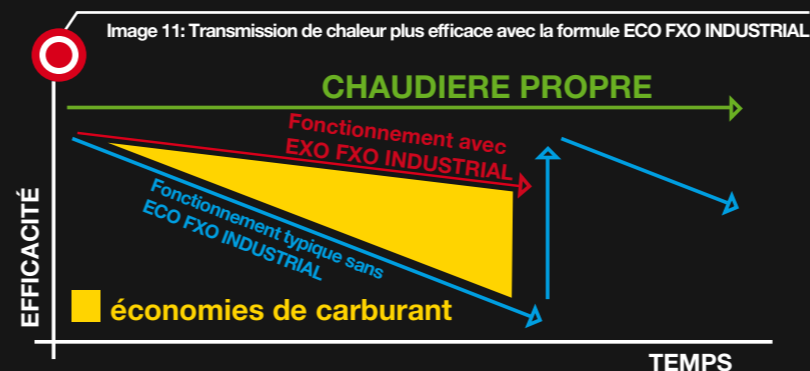 Image 11: Transmission de chaleur plus efficace avec la formule ECO FXO INDUSTRIAL
CHAUDIERE PROPRE
Fonctionnement avec
EXO FXO INDUSTRIAL
Fonctionnement typique sans
ECO FXO INDUSTRIAL
EFFICACITÉ
économies de carburant
TEMPS